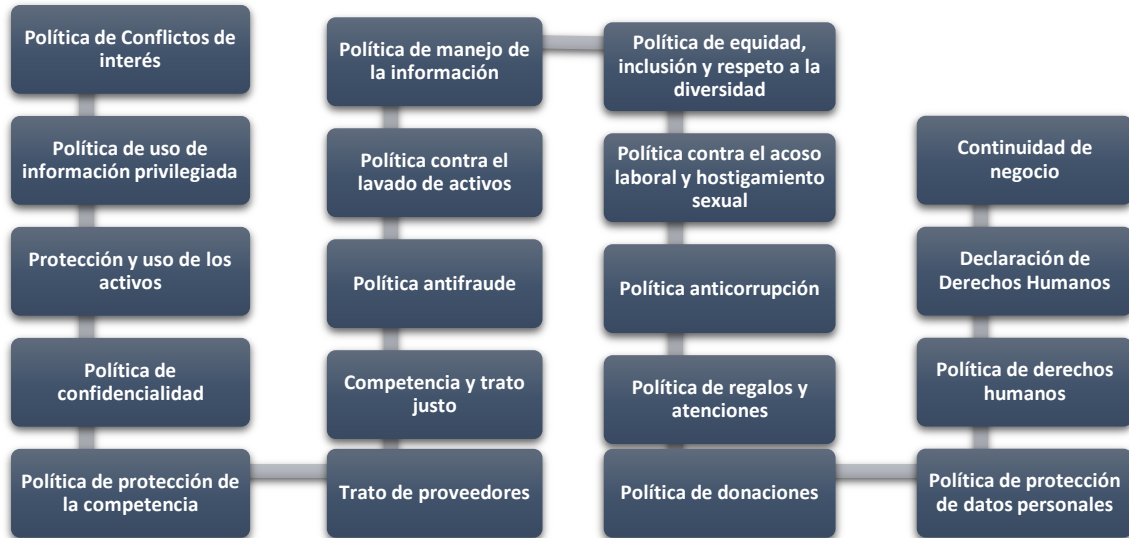 Política de Conflictos de
interés
Política de uso de
información privilegiada
Protección y uso de los
activos
Política de
confidencialidad
Política de protección de
la competencia
Trato de proveedores
Competencia y trato
justo
Política antifraude
Política contra el
lavado de activos
Política de manejo de
la información
Política de equidad,
inclusión y respeto a la
diversidad
Política contra el acoso
laboral y hostigamiento
sexual
Política anticorrupción
Política de regalos y
atenciones
Política de donaciones
Política de protección
de datos personales
Política de derechos
humanos
Declaración de
Derechos Humanos
Continuidad de
negocio